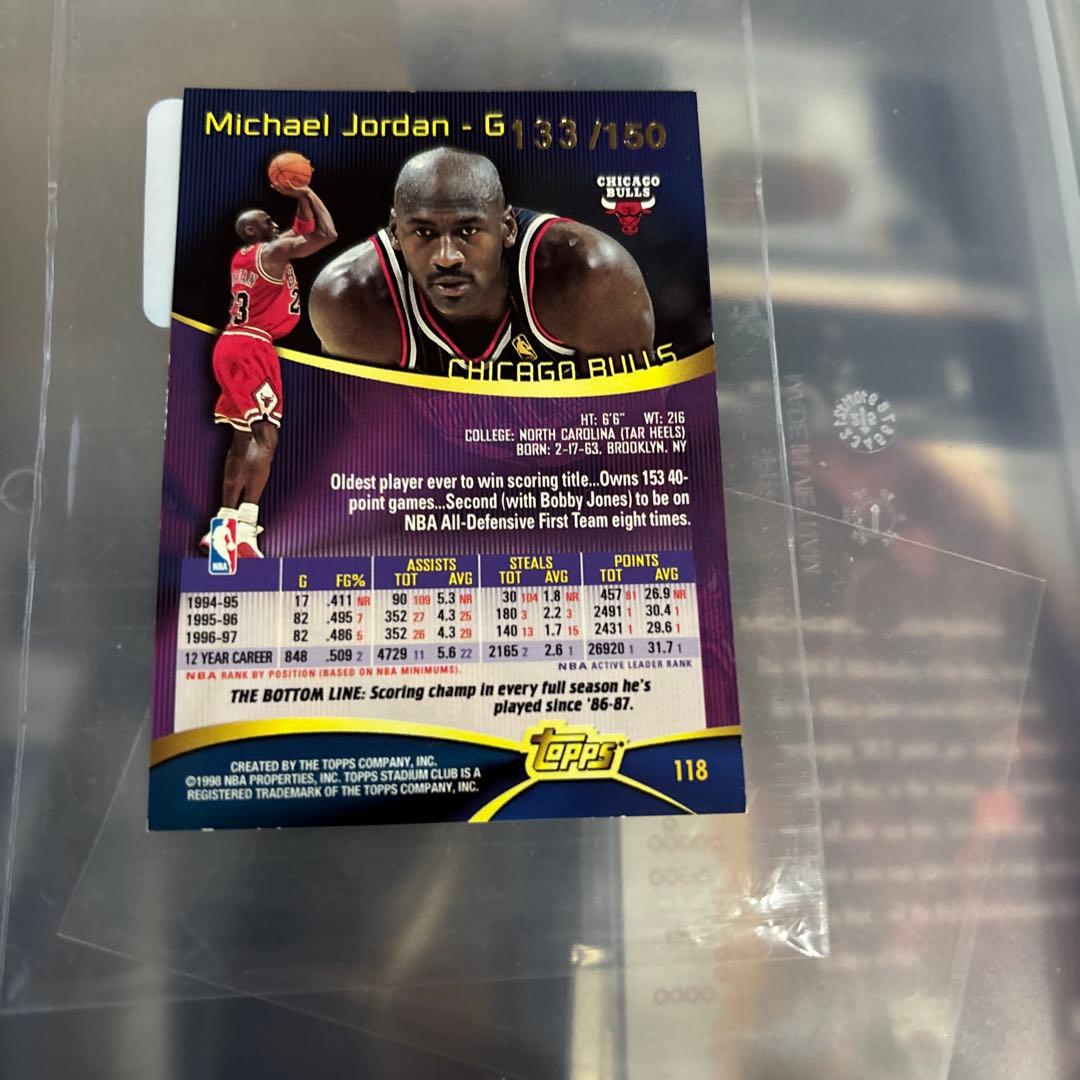 Michael Jordan - G 133/150
CHICAGO
BULLS
CHICAGO BULLS
HT: 6'6" WT: 216
COLLEGE: NORTH CAROLINA (TAR HEELS)
BORN: 2-17-63, BROOKLYN, NY
Oldest player ever to win scoring title...Owns 153 40-
point games...Second (with Bobby Jones) to be on
NBA All-Defensive First Team eight times.
NBA
ASSISTS STEALS POINTS
G FG% TOT AVG TOT AVG TOT AVG
1994-95 17 .411 NR 90 109 5.3 NR 30 104 1.8 NR 457 81 26.9 NR
1995-96 82 .495 7 352 27 4.3 25 180 3 2.2 3 2491 1 30.4 1
1996-97 82 .486 5 352 26 4.3 29 140 13 1.7 15 2431 1 29.6 1
12 YEAR CAREER 848 .509 2 4729 11 5.6 22 2165 2 2.6 1 26920 1 31.7 1
NBA RANK BY POSITION (BASED ON NBA MINIMUMS). NBA ACTIVE LEADER RANK
THE BOTTOM LINE: Scoring champ in every full season he's
played since '86-87.
Topps
CREATED BY THE TOPPS COMPANY, INC.
©1998 NBA PROPERTIES, INC. TOPPS STADIUM CLUB IS A
REGISTERED TRADEMARK OF THE TOPPS COMPANY, INC.
118